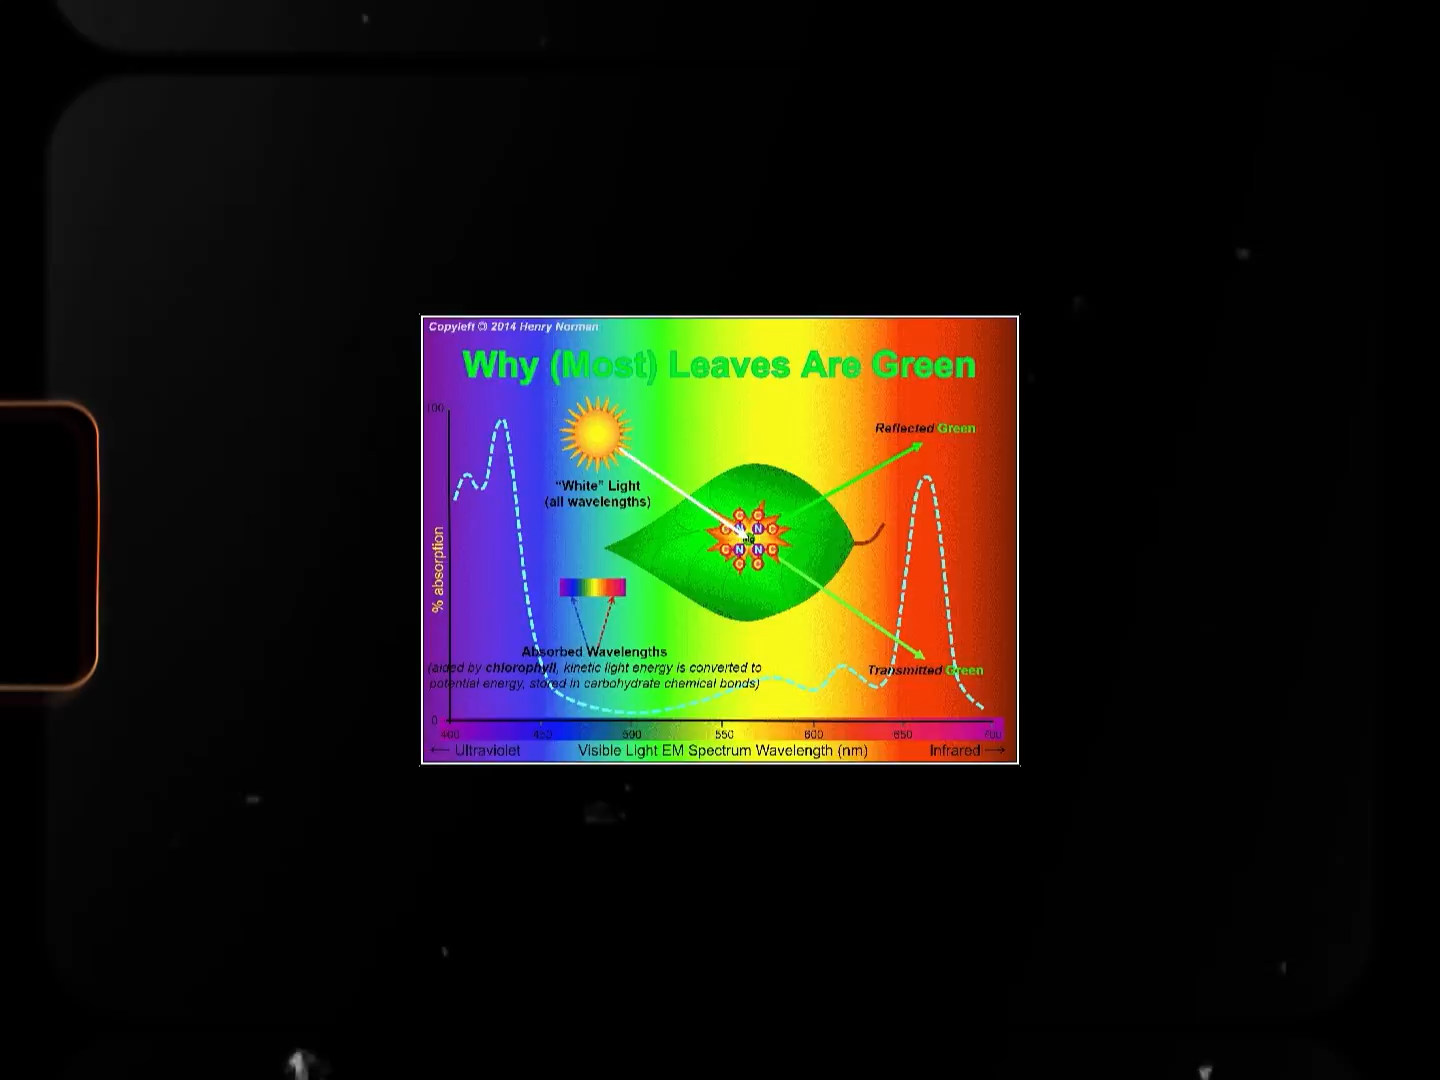 Copyleft © 2014 Henry Norman
Why (Most) Leaves Are Green
100
Reflected Green
"White" Light
(all wavelengths)
C C
C N N C
C N N C
C C
% absorption
Absorbed Wavelengths
(aided by chlorophyll, kinetic light energy is converted to
potential energy, stored in carbohydrate chemical bonds)
Transmitted Green
0
400 450 500 550 600 650 700
← Ultraviolet Visible Light EM Spectrum Wavelength (nm) Infrared →